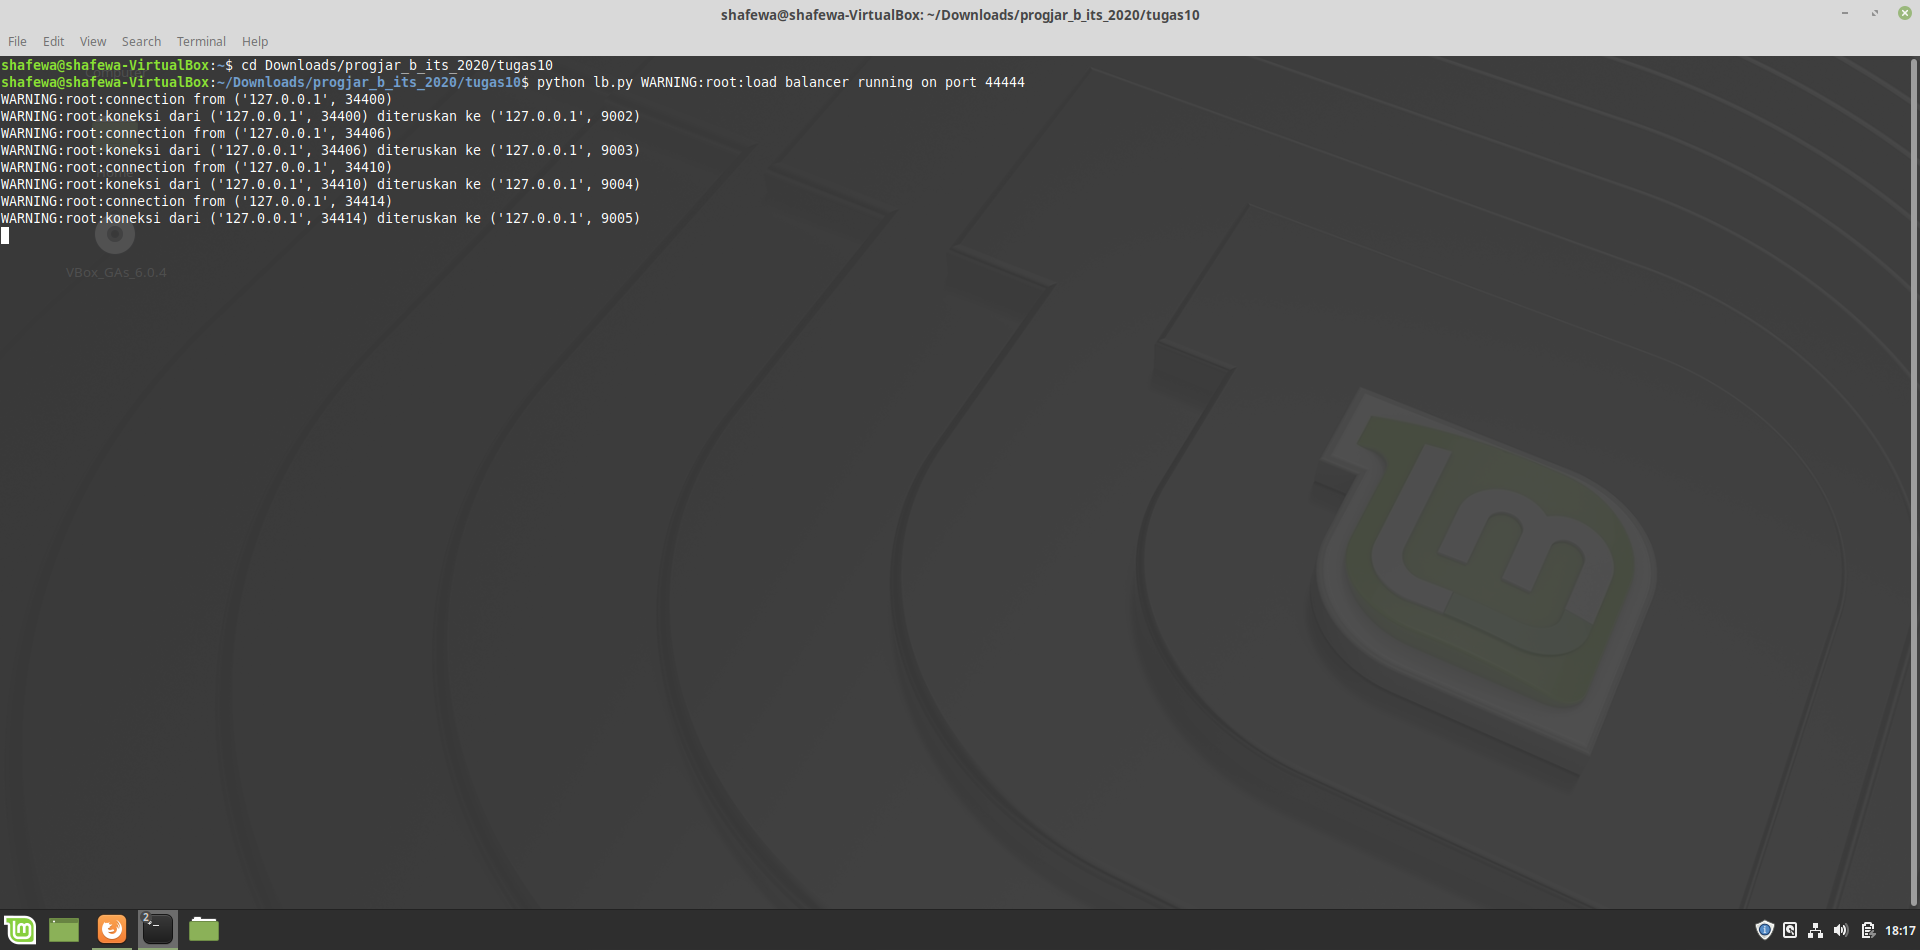 shafewa@shafewa-VirtualBox: ~/Downloads/progjar_b_its_2020/tugas10
File Edit View Search Terminal Help
shafewa@shafewa-VirtualBox:~$ cd Downloads/progjar_b_its_2020/tugas10
shafewa@shafewa-VirtualBox:~/Downloads/progjar_b_its_2020/tugas10$ python lb.py WARNING:root:load balancer running on port 44444
WARNING:root:connection from ('127.0.0.1', 34400)
WARNING:root:koneksi dari ('127.0.0.1', 34400) diteruskan ke ('127.0.0.1', 9002)
WARNING:root:connection from ('127.0.0.1', 34406)
WARNING:root:koneksi dari ('127.0.0.1', 34406) diteruskan ke ('127.0.0.1', 9003)
WARNING:root:connection from ('127.0.0.1', 34410)
WARNING:root:koneksi dari ('127.0.0.1', 34410) diteruskan ke ('127.0.0.1', 9004)
WARNING:root:connection from ('127.0.0.1', 34414)
WARNING:root:koneksi dari ('127.0.0.1', 34414) diteruskan ke ('127.0.0.1', 9005)
VBox_GAs_6.0.4
2
18:17